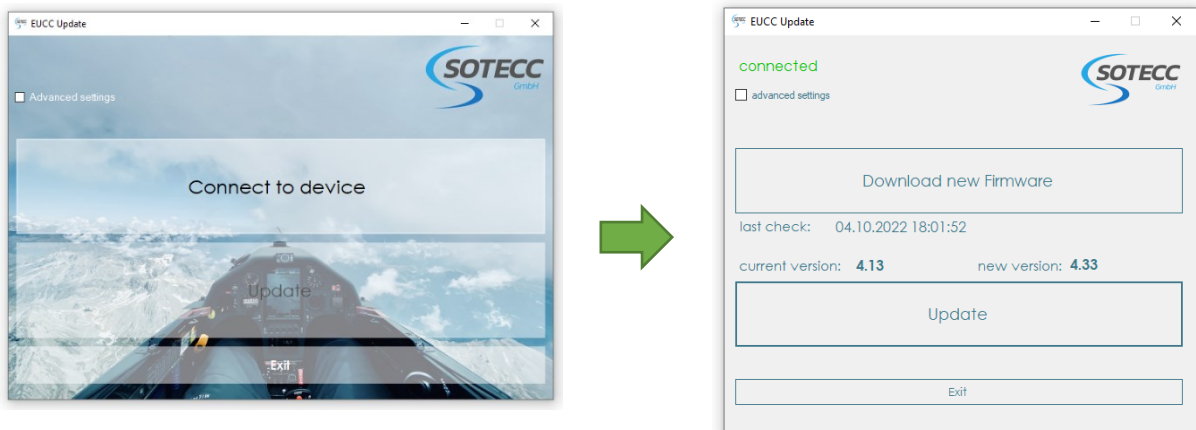 EUCC Update
SOTECC
GmbH
Advanced settings
Connect to device
Update
Exit
EUCC Update
connected
SOTECC
GmbH
advanced settings
Download new Firmware
last check: 04.10.2022 18:01:52
current version: 4.13 new version: 4.33
Update
Exit